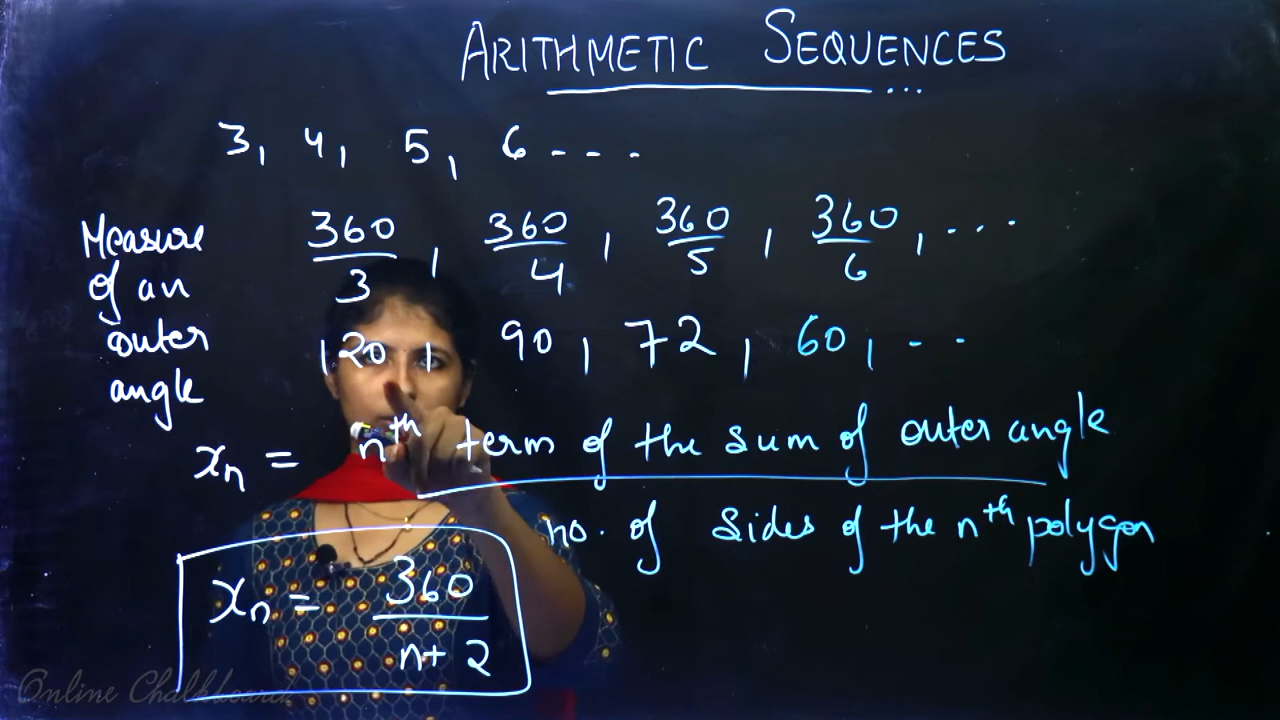 ARITHMETIC SEQUENCES ...
3, 4, 5, 6 - - -
Measure of an outer angle
360/3, 360/4, 360/5, 360/6, ...
120, 90, 72, 60, - - -
xn = nth term of the sum of outer angle
no. of sides of the nth polygon
xn = 360/n+2
Online Chalkboard